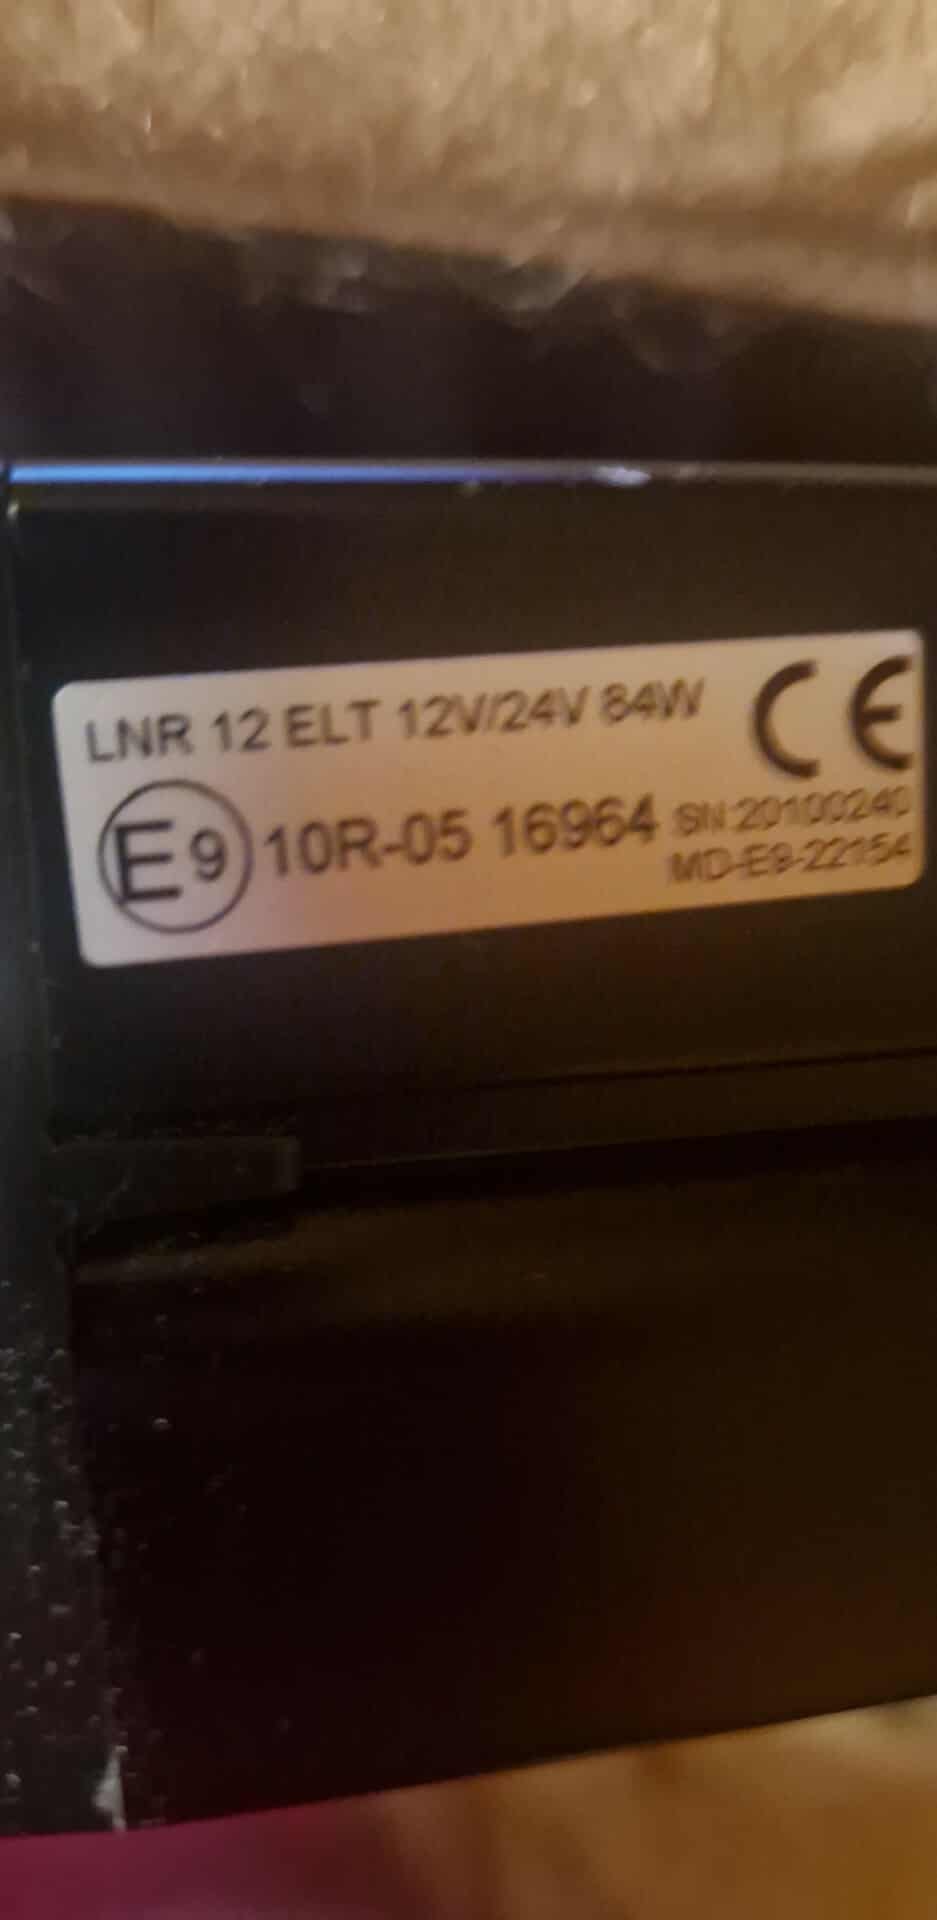 LNR 12 ELT 12V/24V 84W CE
E9 10R-05 16964 SN:20100240
MD-E9-22154